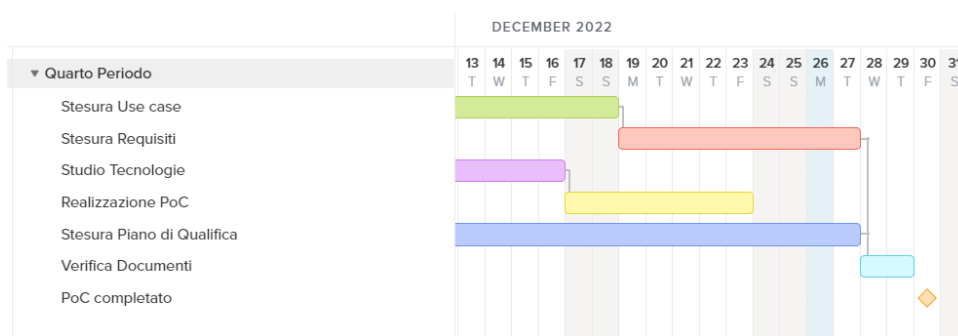 DECEMBER 2022
13 14 15 16 17 18 19 20 21 22 23 24 25 26 27 28 29 30 31
T W T F S S M T W T F S S M T W T F S
Quarto Periodo
Stesura Use case
Stesura Requisiti
Studio Tecnologie
Realizzazione PoC
Stesura Piano di Qualifica
Verifica Documenti
PoC completato